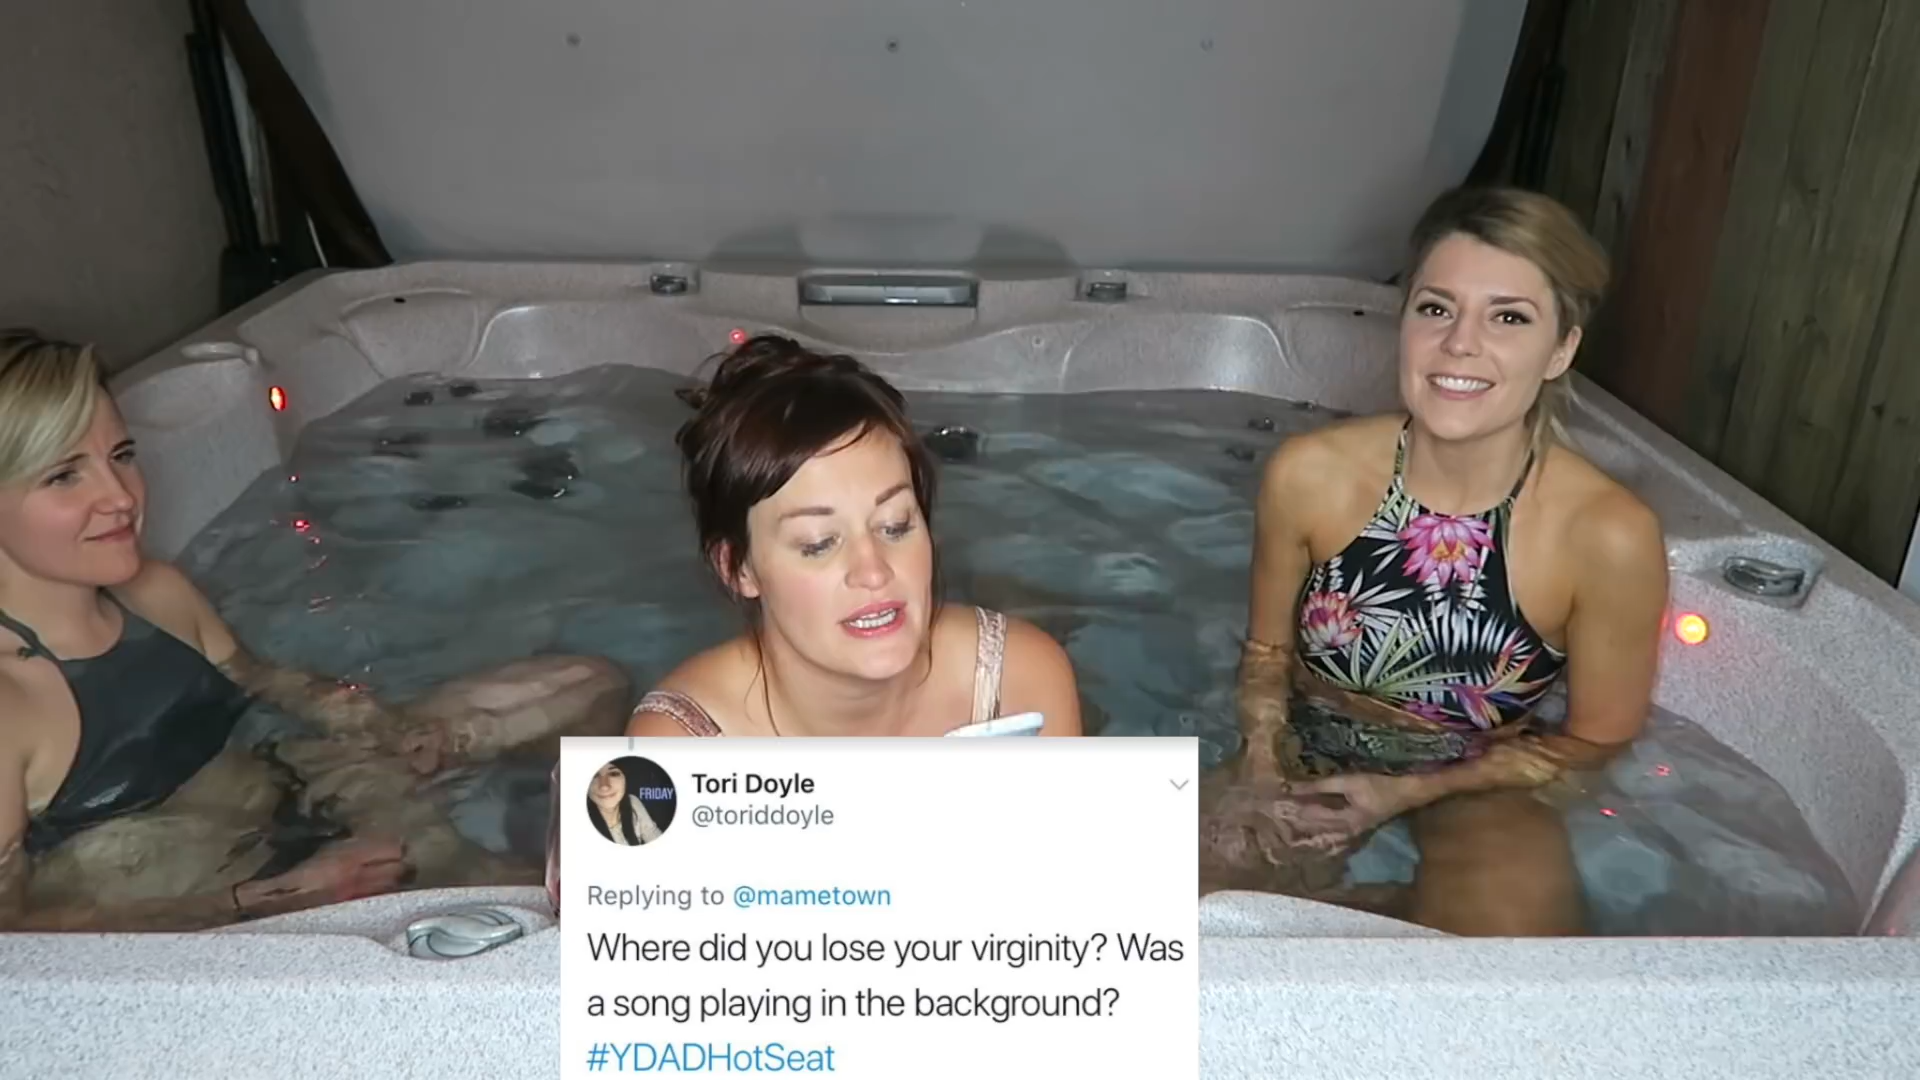 FRIDAY
Tori Doyle
@toriddoyle
Replying to @mametown
Where did you lose your virginity? Was
a song playing in the background?
#YDADHotSeat